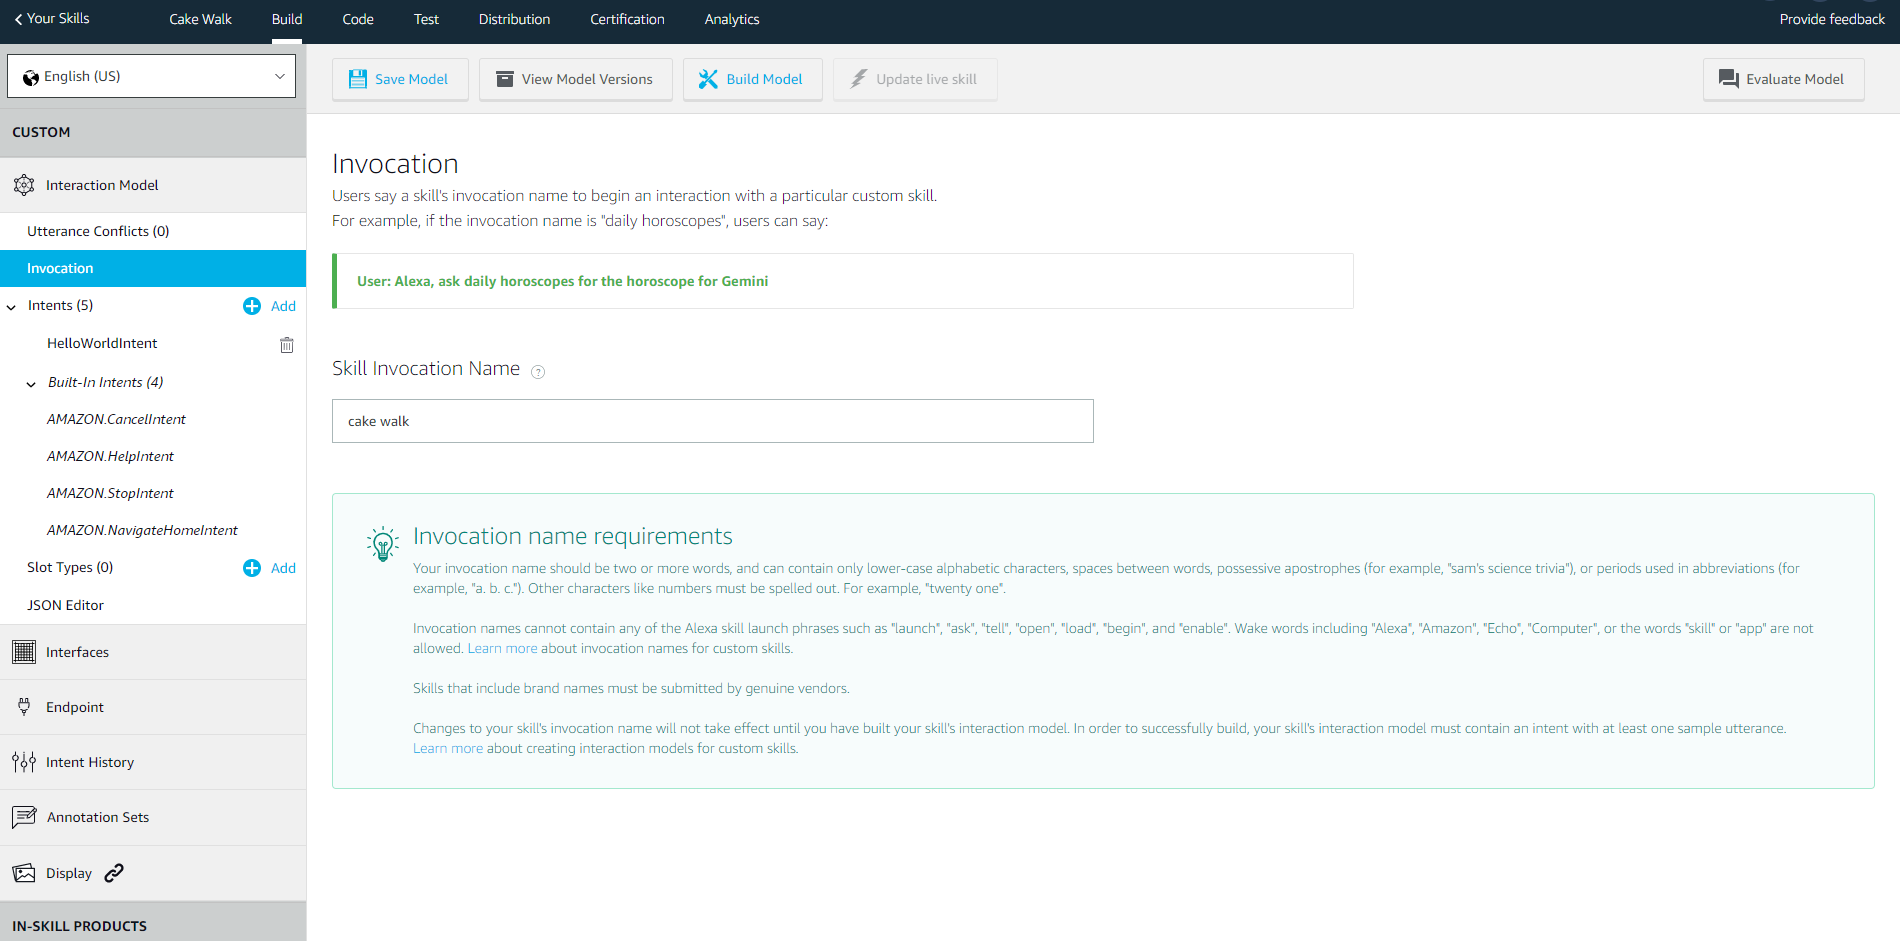 Your Skills
Cake Walk
Build
Code
Test
Distribution
Certification
Analytics
Provide feedback
English (US)
Save Model
View Model Versions
Build Model
Update live skill
Evaluate Model
CUSTOM
Interaction Model
Utterance Conflicts (0)
Invocation
Intents (5)
Add
HelloWorldIntent
Built-In Intents (4)
AMAZON.CancelIntent
AMAZON.HelpIntent
AMAZON.StopIntent
AMAZON.NavigateHomeIntent
Slot Types (0)
Add
JSON Editor
Interfaces
Endpoint
Intent History
Annotation Sets
Display
IN-SKILL PRODUCTS
Invocation
Users say a skill's invocation name to begin an interaction with a particular custom skill.
For example, if the invocation name is "daily horoscopes", users can say:
User: Alexa, ask daily horoscopes for the horoscope for Gemini
Skill Invocation Name ?
cake walk
Invocation name requirements
Your invocation name should be two or more words, and can contain only lower-case alphabetic characters, spaces between words, possessive apostrophes (for example, "sam's science trivia"), or periods used in abbreviations (for
example, "a. b. c."). Other characters like numbers must be spelled out. For example, "twenty one".
Invocation names cannot contain any of the Alexa skill launch phrases such as "launch", "ask", "tell", "open", "load", "begin", and "enable". Wake words including "Alexa", "Amazon", "Echo", "Computer", or the words "skill" or "app" are not
allowed. Learn more about invocation names for custom skills.
Skills that include brand names must be submitted by genuine vendors.
Changes to your skill's invocation name will not take effect until you have built your skill's interaction model. In order to successfully build, your skill's interaction model must contain an intent with at least one sample utterance.
Learn more about creating interaction models for custom skills.